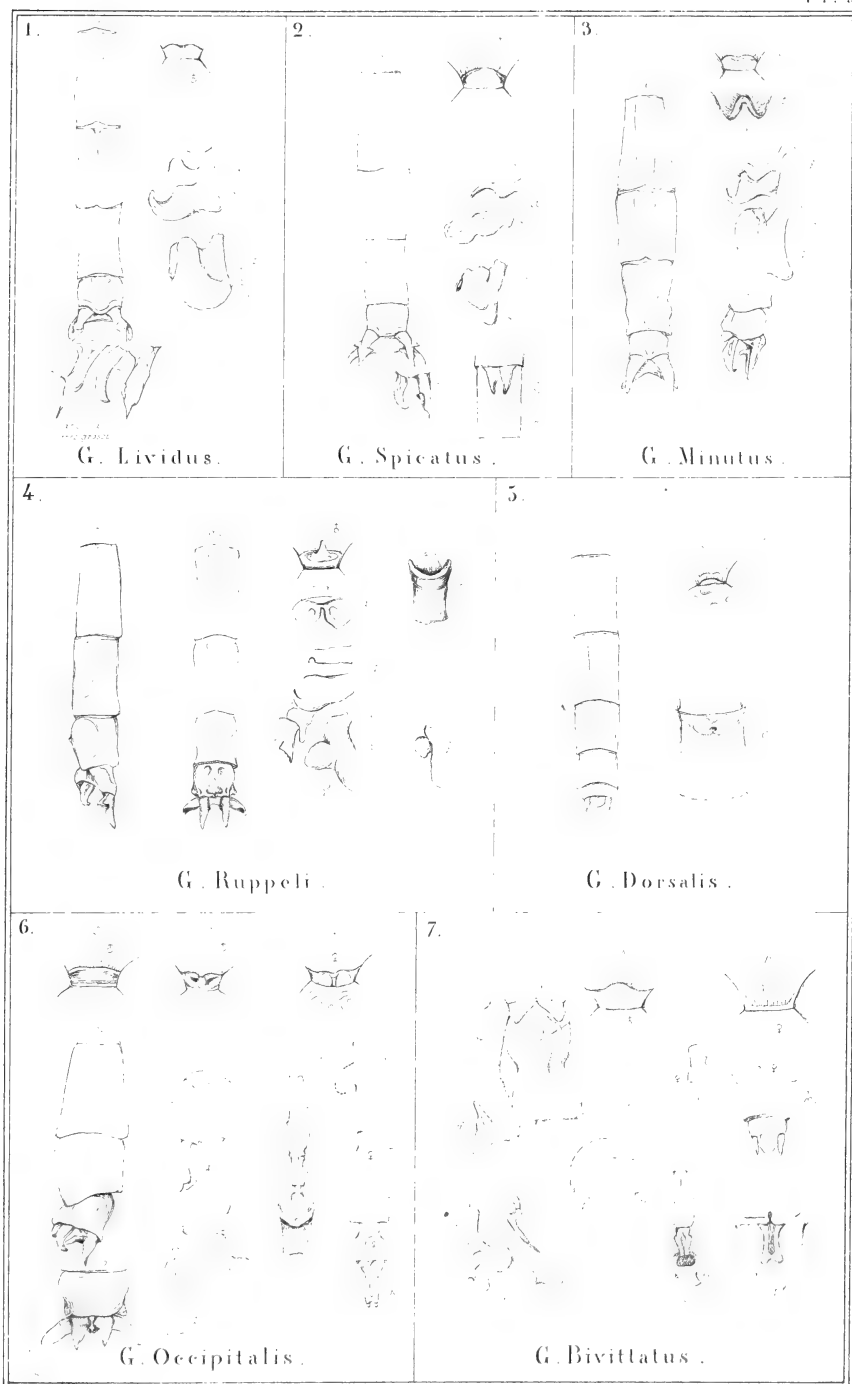 1.
2.
3.
G. Lividus.
G. Spicatus.
G. Minutus.
4.
5.
G. Ruppeli.
G. Dorsalis.
6.
7.
G. Occipitalis.
G. Bivittatus.